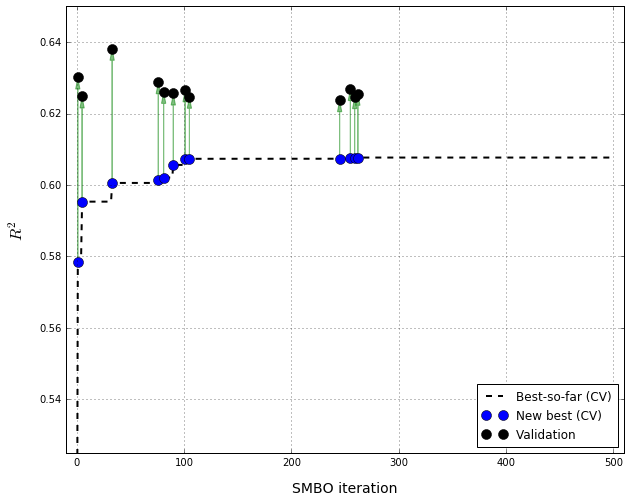 0.64
0.62
0.60
0.58
0.56
0.54
R²
0 100 200 300 400 500
SMBO iteration
Best-so-far (CV)
New best (CV)
Validation